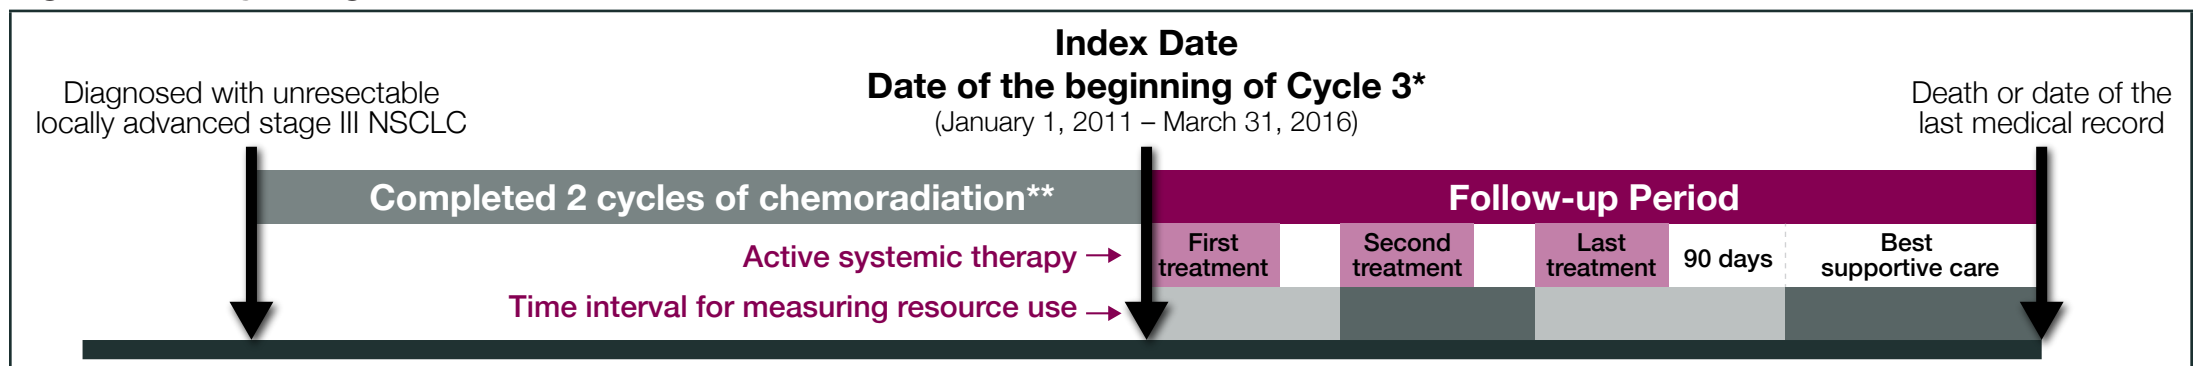 Index Date
Date of the beginning of Cycle 3*
(January 1, 2011 – March 31, 2016)
Diagnosed with unresectable
locally advanced stage III NSCLC
Death or date of the
last medical record
Completed 2 cycles of chemoradiation**
Follow-up Period
Active systemic therapy →
First
treatment
Second
treatment
Last
treatment
90 days
Best
supportive care
Time interval for measuring resource use →